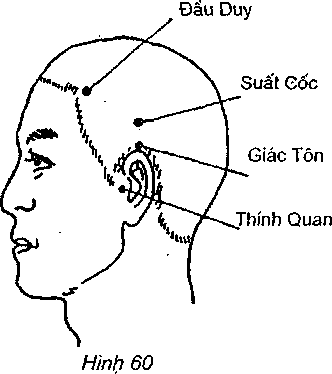 Đầu Duy
Suất Cốc
Giác Tôn
Thính Quan
Hình 60